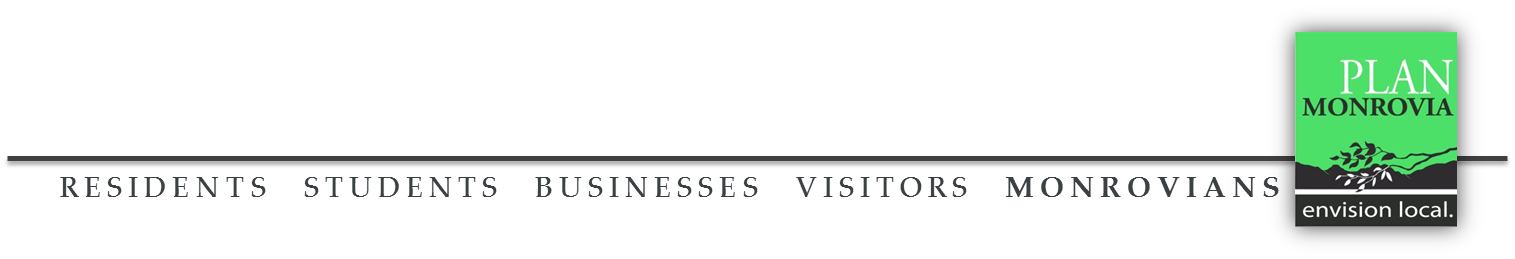 RESIDENTS STUDENTS BUSINESSES VISITORS MONROVIANS
PLAN
MONROVIA
envision local.